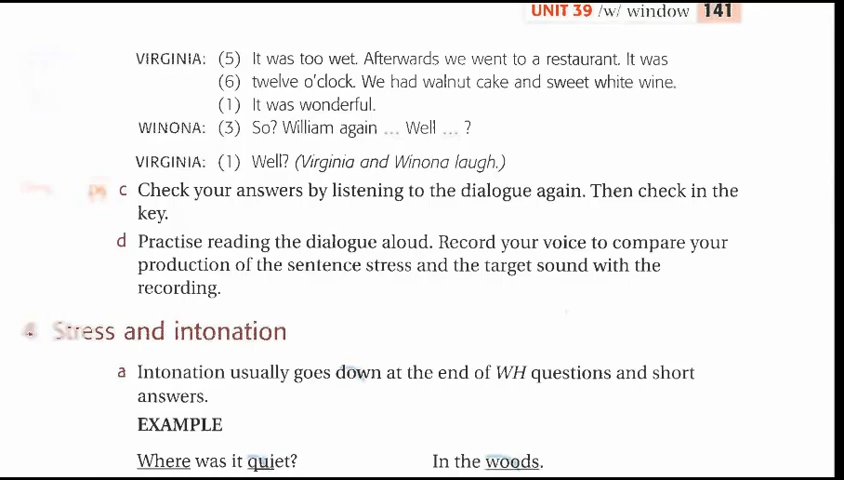 UNIT 39 /w/ window 141
VIRGINIA: (5) It was too wet. Afterwards we went to a restaurant. It was
(6) twelve o'clock. We had walnut cake and sweet white wine.
(1) It was wonderful.
WINONA: (3) So? William again ... Well ... ?
VIRGINIA: (1) Well? (Virginia and Winona laugh.)
c Check your answers by listening to the dialogue again. Then check in the
key.
d Practise reading the dialogue aloud. Record your voice to compare your
production of the sentence stress and the target sound with the
recording.
4 Stress and intonation
a Intonation usually goes down at the end of WH questions and short
answers.
EXAMPLE
Where was it quiet? In the woods.